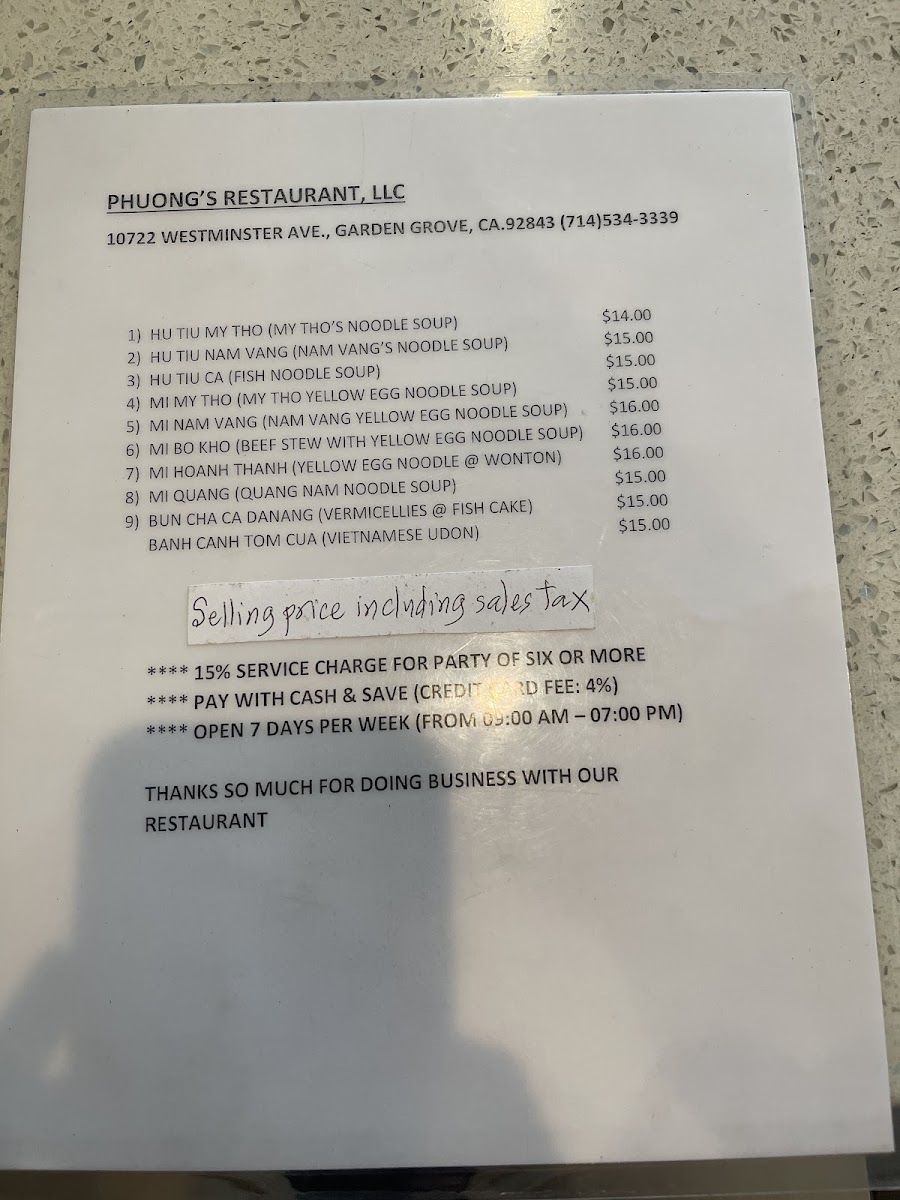 PHUONG'S RESTAURANT, LLC
10722 WESTMINSTER AVE., GARDEN GROVE, CA.92843 (714)534-3339
1) HU TIU MY THO (MY THO'S NOODLE SOUP) $14.00
2) HU TIU NAM VANG (NAM VANG'S NOODLE SOUP) $15.00
3) HU TIU CA (FISH NOODLE SOUP) $15.00
4) MI MY THO (MY THO YELLOW EGG NOODLE SOUP) $15.00
5) MI NAM VANG (NAM VANG YELLOW EGG NOODLE SOUP) $16.00
6) MI BO KHO (BEEF STEW WITH YELLOW EGG NOODLE SOUP) $16.00
7) MI HOANH THANH (YELLOW EGG NOODLE @ WONTON) $16.00
8) MI QUANG (QUANG NAM NOODLE SOUP) $15.00
9) BUN CHA CA DANANG (VERMICELLIES @ FISH CAKE) $15.00
BANH CANH TOM CUA (VIETNAMESE UDON) $15.00
Selling price including sales tax
**** 15% SERVICE CHARGE FOR PARTY OF SIX OR MORE
**** PAY WITH CASH & SAVE (CREDIT CARD FEE: 4%)
**** OPEN 7 DAYS PER WEEK (FROM 09:00 AM – 07:00 PM)
THANKS SO MUCH FOR DOING BUSINESS WITH OUR
RESTAURANT